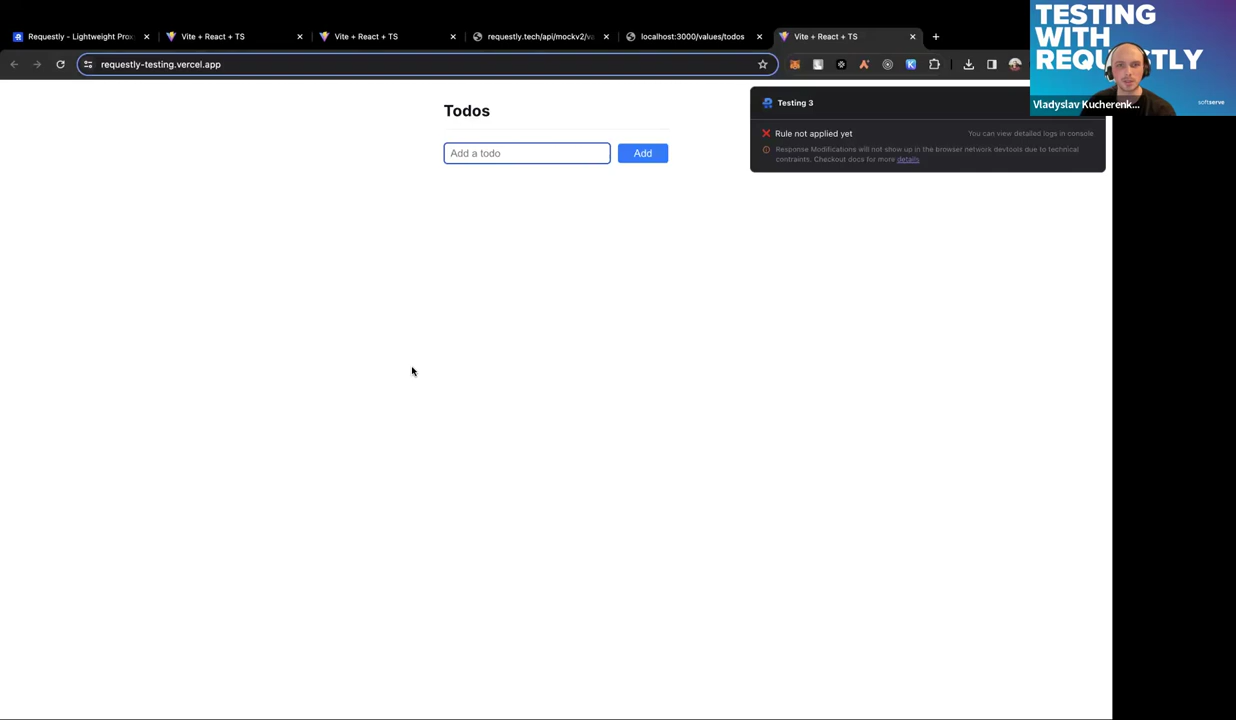 Requestly - Lightweight Prox
Vite + React + TS
Vite + React + TS
requestly.tech/api/mockv2/va
localhost:3000/values/todos
Vite + React + TS
requestly-testing.vercel.app
TESTING
WITH
REQUESTLY
Vladyslav Kucherenk...
softserve
Todos
Add a todo
Add
Testing 3
Rule not applied yet
You can view detailed logs in console
Response Modifications will not show up in the browser network devtools due to technical
contraints. Checkout docs for more details